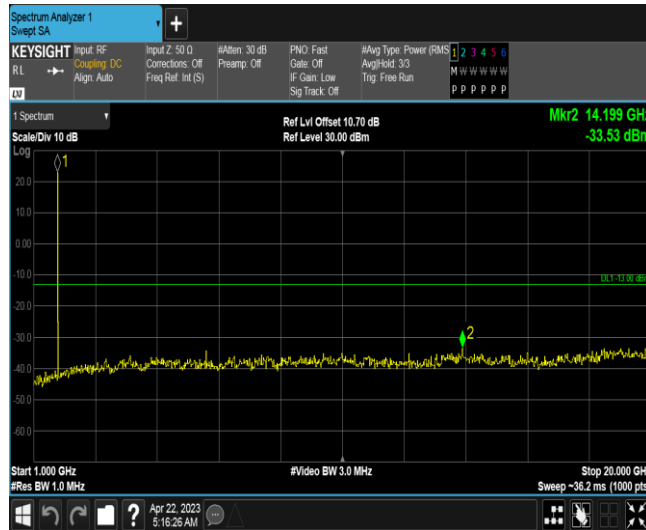 Spectrum Analyzer 1
Swept SA
+
KEYSIGHT Input: RF
RL Coupling: DC
Align: Auto
LXI
Input Z: 50 Ω
Corrections: Off
Freq Ref: Int (S)
#Atten: 30 dB
Preamp: Off
PNO: Fast
Gate: Off
IF Gain: Low
Sig Track: Off
#Avg Type: Power (RMS
Avg|Hold: 3/3
Trig: Free Run
1 2 3 4 5 6
M W W W W W
P P P P P P
1 Spectrum
Scale/Div 10 dB
Log
Ref Lvl Offset 10.70 dB
Ref Level 30.00 dBm
Mkr2 14.199 GHz
-33.53 dBm
1
20.0
10.0
0.00
-10.0
DL1 -13.00 dBm
-20.0
-30.0
2
-40.0
-50.0
-60.0
Start 1.000 GHz
#Res BW 1.0 MHz
#Video BW 3.0 MHz
Stop 20.000 GHz
Sweep ~36.2 ms (1000 pts)
?
Apr 22, 2023
5:16:26 AM